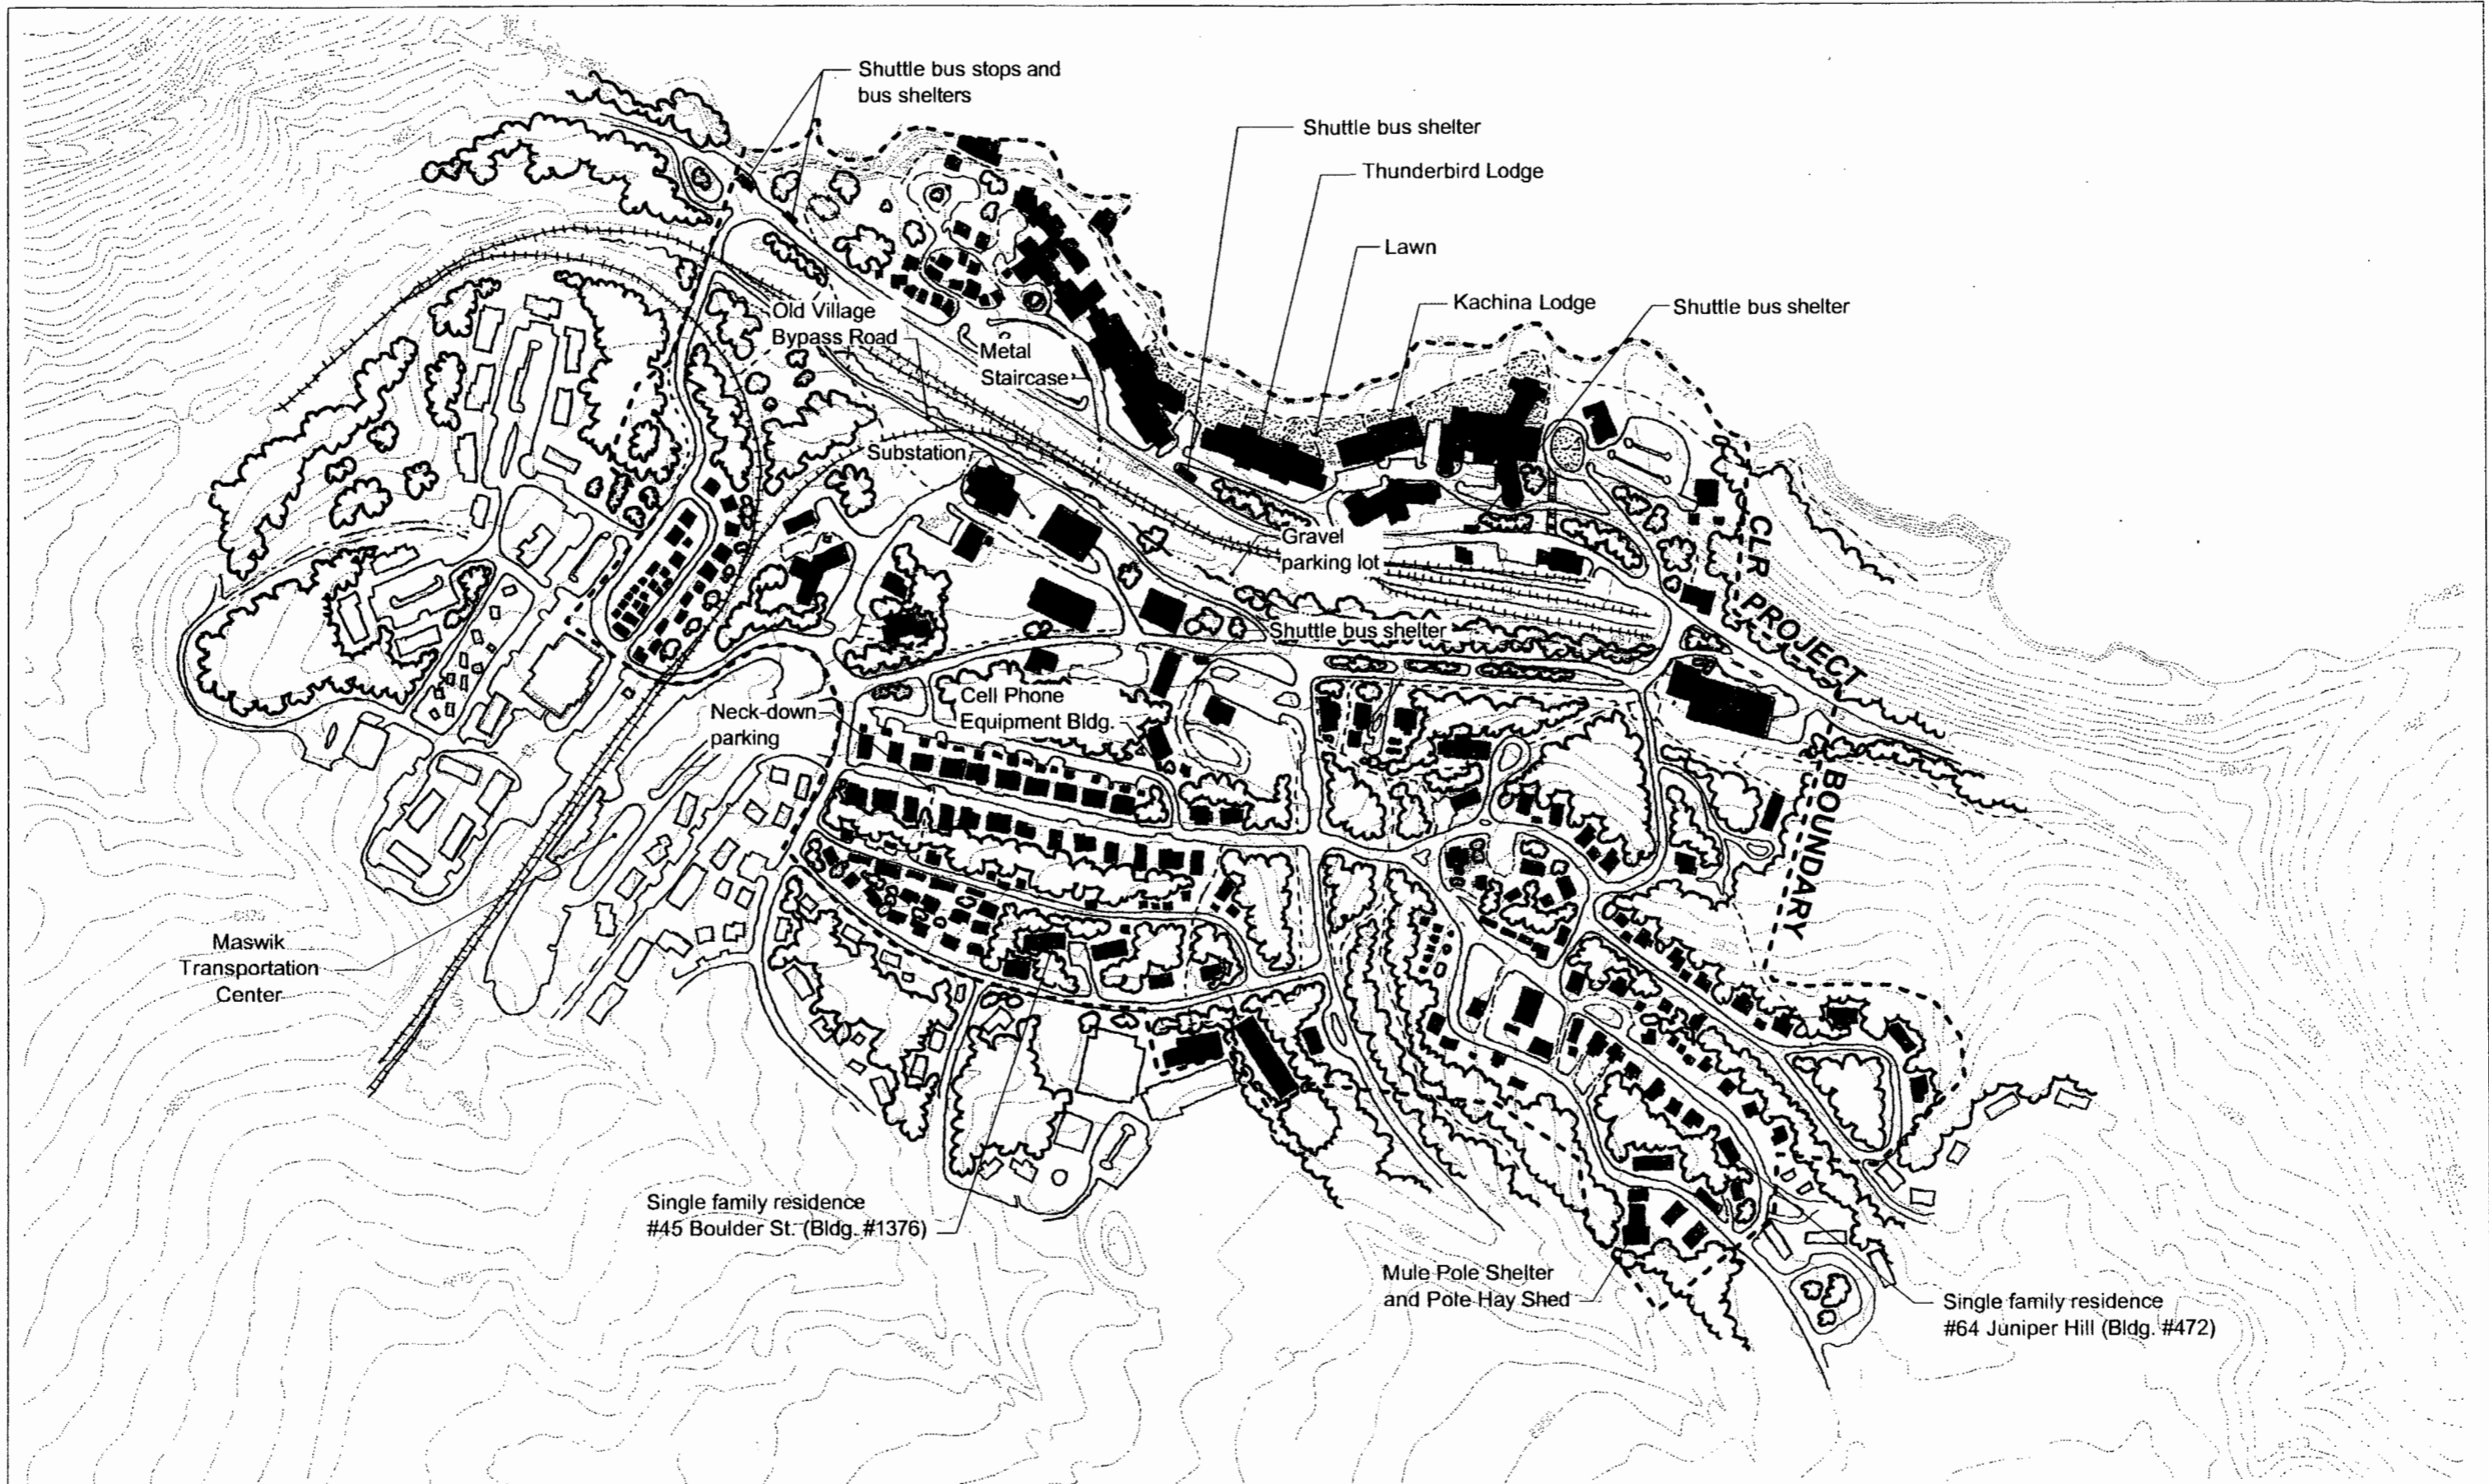 Shuttle bus stops and
bus shelters
Shuttle bus shelter
Thunderbird Lodge
Lawn
Kachina Lodge
Shuttle bus shelter
Old Village
Bypass Road
Metal
Staircase
Substation
Gravel
parking lot
Shuttle bus shelter
CLR PROJECT
BOUNDARY
Cell Phone
Equipment Bldg.
Neck-down
parking
Maswik
Transportation
Center
Single family residence
#45 Boulder St. (Bldg. #1376)
Mule Pole Shelter
and Pole Hay Shed
Single family residence
#64 Juniper Hill (Bldg. #472)